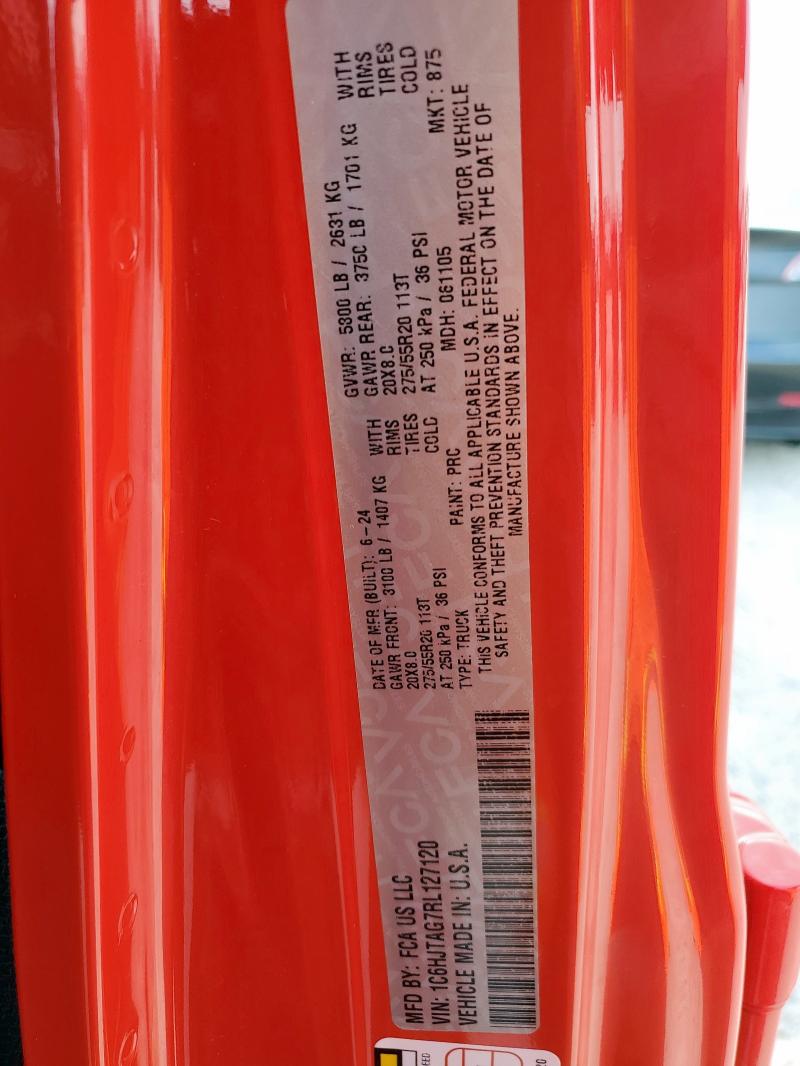 MFD BY: FCA US LLC
VIN: 1C6HJTAG7RL127120
VEHICLE MADE IN: U.S.A.
DATE OF MFR (BUILT): 6-24
GAWR FRONT: 3100 LB / 1407 KG WITH
20X8.0 RIMS
275/55R20 113T TIRES
AT 250 kPa / 36 PSI COLD
TYPE: TRUCK PAINT: PRC
GVWR: 5800 LB / 2631 KG
GAWR REAR: 3750 LB / 1701 KG WITH
20X8.0 RIMS
275/55R20 113T TIRES
AT 250 kPa / 36 PSI COLD
MDH: 061105 MKT: 875
THIS VEHICLE CONFORMS TO ALL APPLICABLE U.S.A. FEDERAL MOTOR VEHICLE
SAFETY AND THEFT PREVENTION STANDARDS IN EFFECT ON THE DATE OF
MANUFACTURE SHOWN ABOVE.